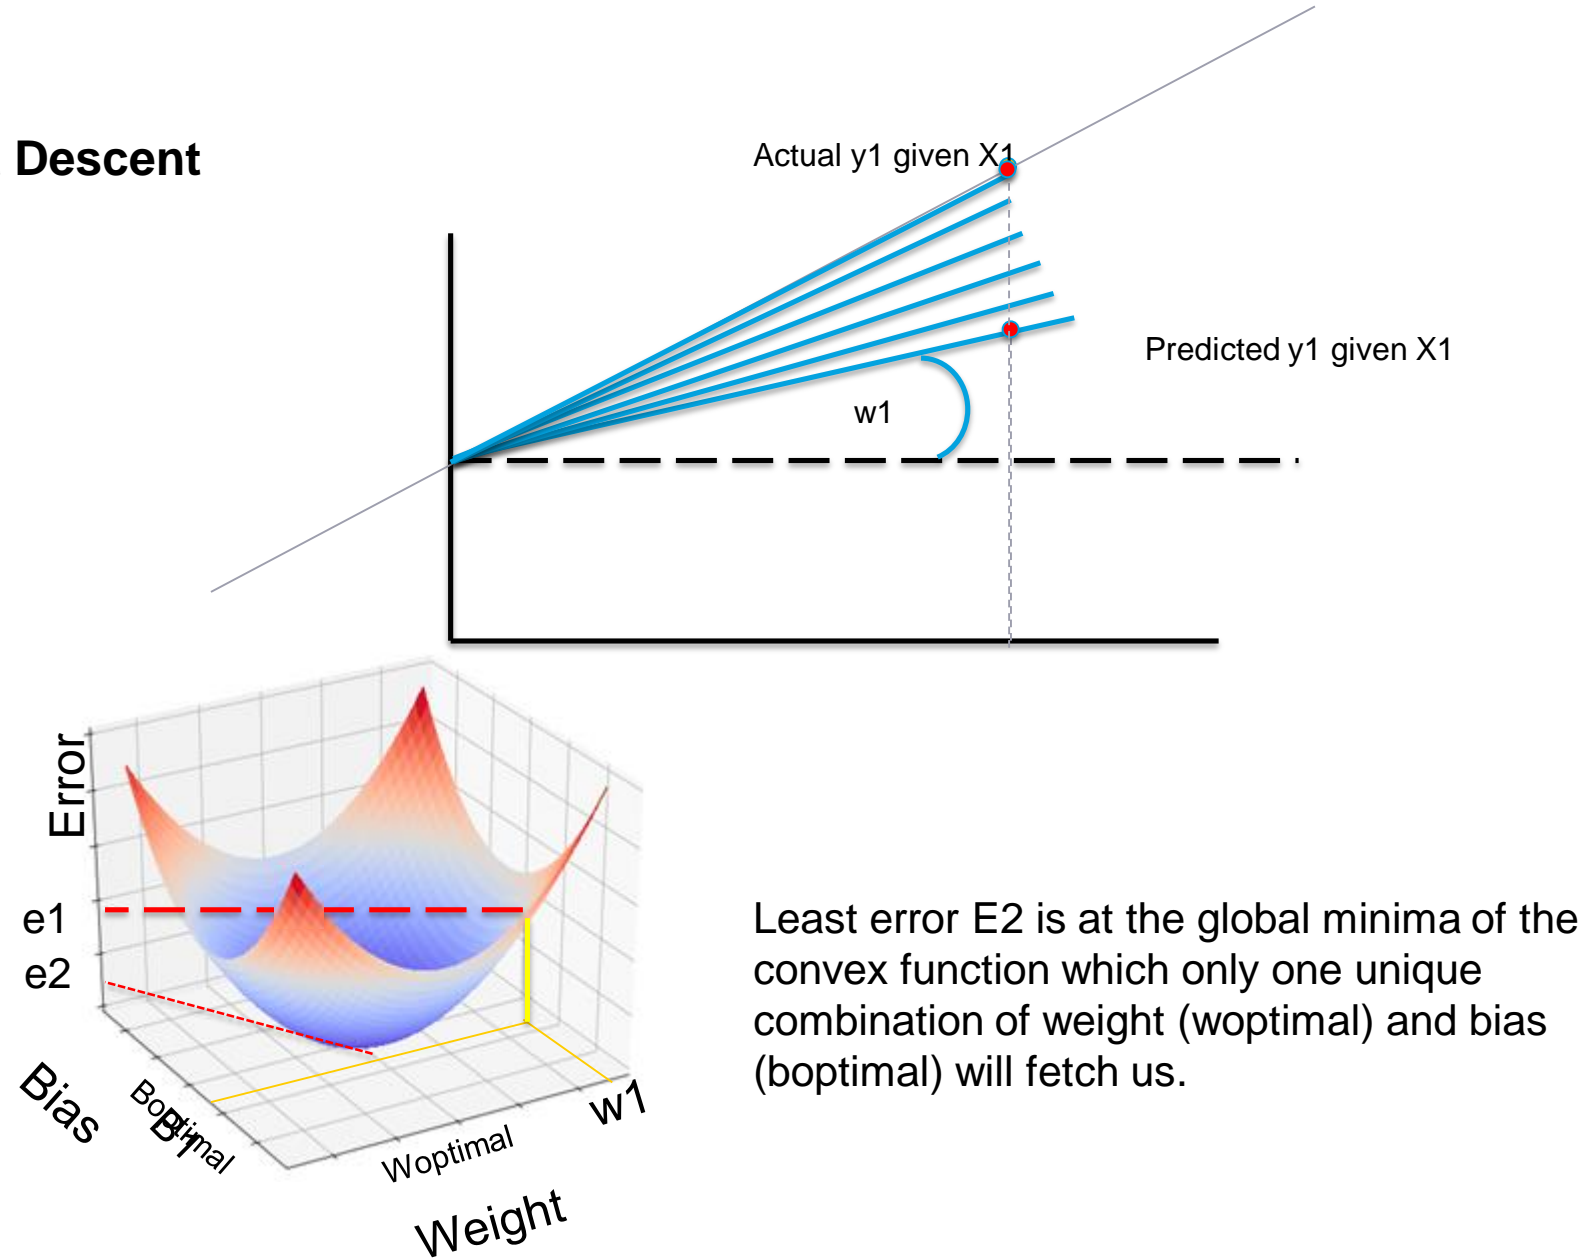 Descent
Actual y1 given X1
Predicted y1 given X1
w1
Error
e1
e2
Bias
Boptimal
B1
Woptimal
w1
Weight
Least error E2 is at the global minima of the
convex function which only one unique
combination of weight (woptimal) and bias
(boptimal) will fetch us.